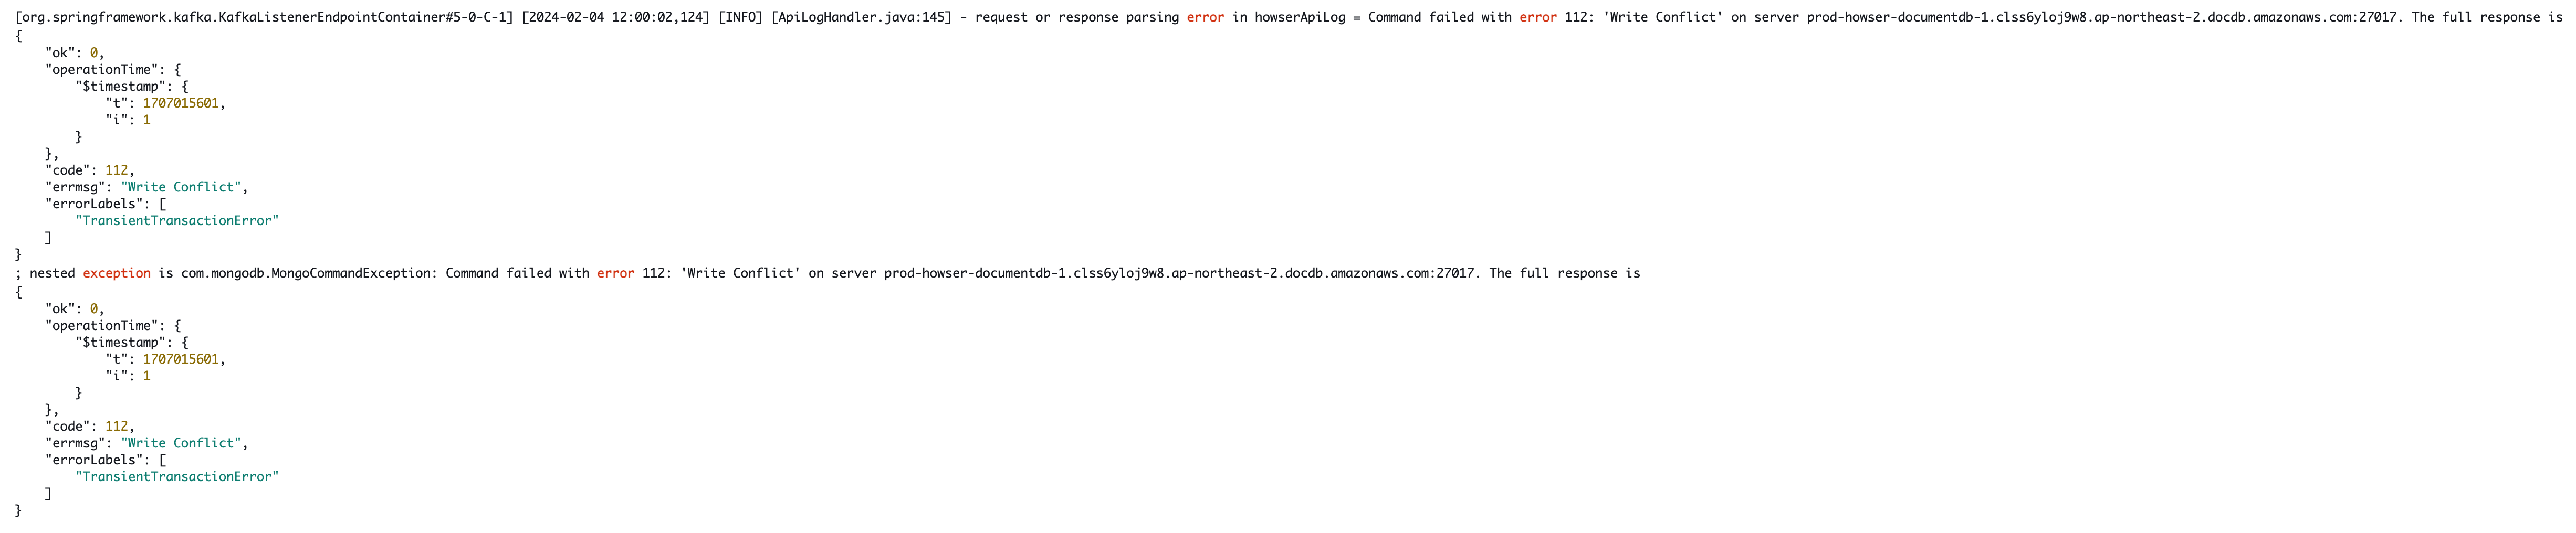 [org.springframework.kafka.KafkaListenerEndpointContainer#5-0-C-1] [2024-02-04 12:00:02,124] [INFO] [ApiLogHandler.java:145] - request or response parsing error in howserApiLog = Command failed with error 112: 'Write Conflict' on server prod-howser-documentdb-1.clss6yloj9w8.ap-northeast-2.docdb.amazonaws.com:27017. The full response is
{
    "ok": 0,
    "operationTime": {
        "$timestamp": {
            "t": 1707015601,
            "i": 1
        }
    },
    "code": 112,
    "errmsg": "Write Conflict",
    "errorLabels": [
        "TransientTransactionError"
    ]
}
; nested exception is com.mongodb.MongoCommandException: Command failed with error 112: 'Write Conflict' on server prod-howser-documentdb-1.clss6yloj9w8.ap-northeast-2.docdb.amazonaws.com:27017. The full response is
{
    "ok": 0,
    "operationTime": {
        "$timestamp": {
            "t": 1707015601,
            "i": 1
        }
    },
    "code": 112,
    "errmsg": "Write Conflict",
    "errorLabels": [
        "TransientTransactionError"
    ]
}